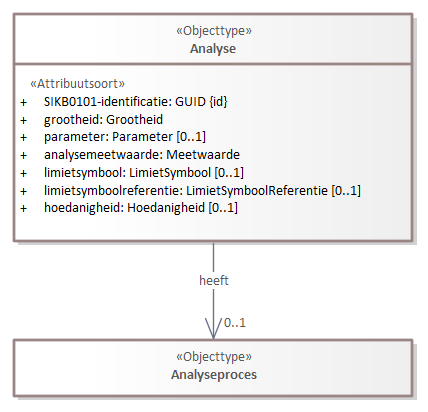 «Objecttype»
Analyse
«Attribuutsoort»
+ SIKB0101-identificatie: GUID {id}
+ grootheid: Grootheid
+ parameter: Parameter [0..1]
+ analysemeetwaarde: Meetwaarde
+ limietsymbool: LimietSymbool [0..1]
+ limietsymboolreferentie: LimietSymboolReferentie [0..1]
+ hoedanigheid: Hoedanigheid [0..1]
heeft
0..1
«Objecttype»
Analyseproces